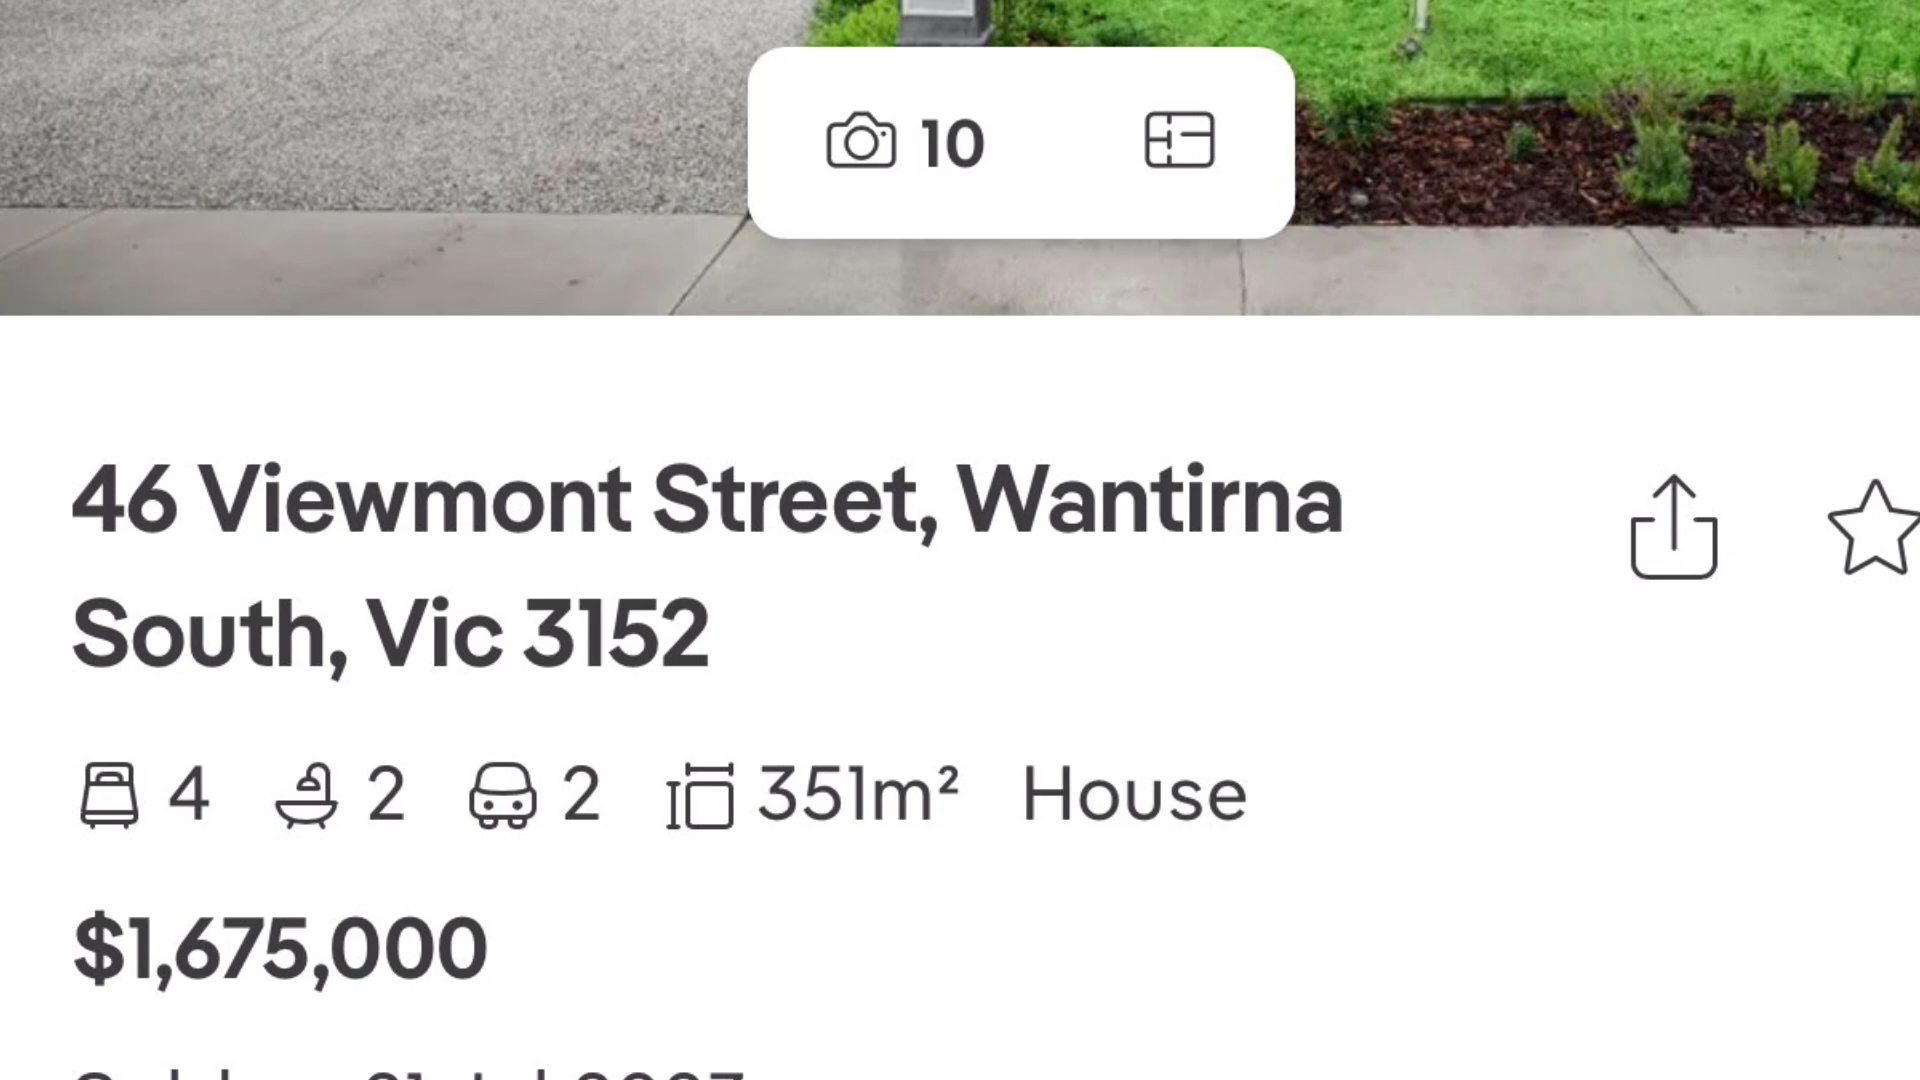 10
46 Viewmont Street, Wantirna
South, Vic 3152
4 2 2 351m² House
$1,675,000